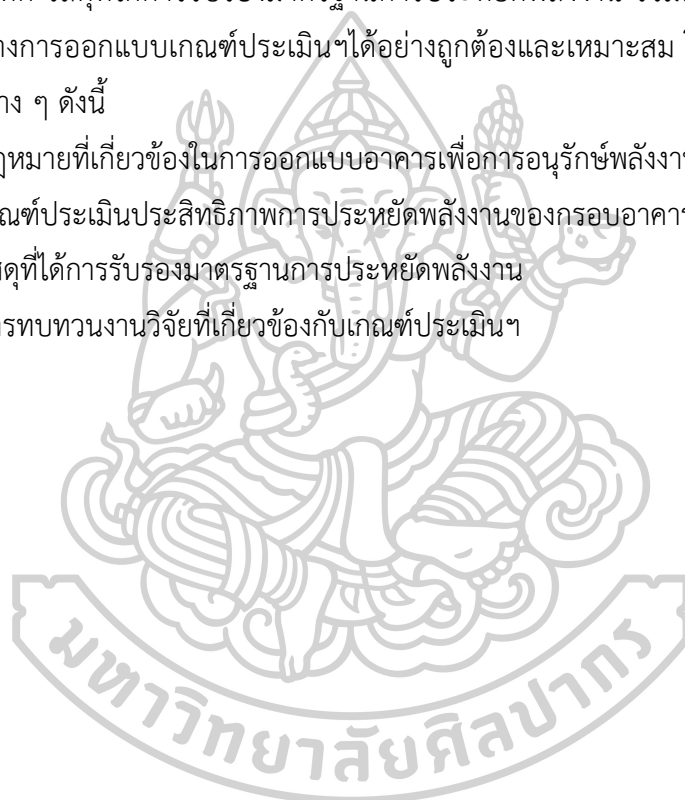 างการออกแบบเกณฑ์ประเมินฯได้อย่างถูกต้องและเหมาะสม
าง ๆ ดังนี้
ฎหมายที่เกี่ยวข้องในการออกแบบอาคารเพื่อการอนุรักษ์พลังงาน
ณฑ์ประเมินประสิทธิภาพการประหยัดพลังงานของกรอบอาคาร
สดุที่ได้การรับรองมาตรฐานการประหยัดพลังงาน
ารทบทวนงานวิจัยที่เกี่ยวข้องกับเกณฑ์ประเมินฯ
มหาวิทยาลัยศิลปากร